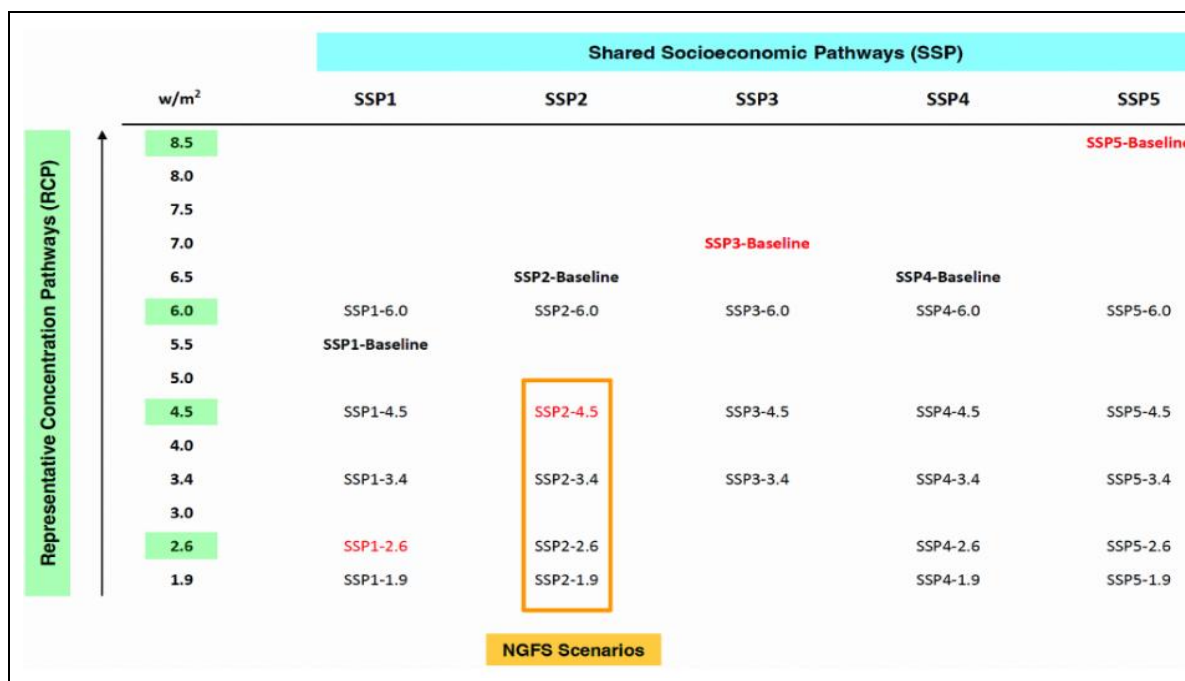 Shared Socioeconomic Pathways (SSP)
w/m² SSP1 SSP2 SSP3 SSP4 SSP5
Representative Concentration Pathways (RCP)
8.5 SSP5-Baseline
8.0
7.5
7.0 SSP3-Baseline
6.5 SSP2-Baseline SSP4-Baseline
6.0 SSP1-6.0 SSP2-6.0 SSP3-6.0 SSP4-6.0 SSP5-6.0
5.5 SSP1-Baseline
5.0
4.5 SSP1-4.5 SSP2-4.5 SSP3-4.5 SSP4-4.5 SSP5-4.5
4.0
3.4 SSP1-3.4 SSP2-3.4 SSP3-3.4 SSP4-3.4 SSP5-3.4
3.0
2.6 SSP1-2.6 SSP2-2.6 SSP4-2.6 SSP5-2.6
1.9 SSP1-1.9 SSP2-1.9 SSP4-1.9 SSP5-1.9
NGFS Scenarios